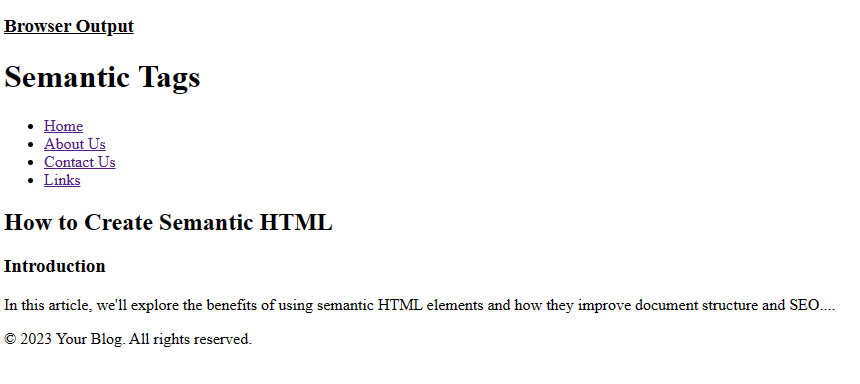 Browser Output
Semantic Tags
Home
About Us
Contact Us
Links
How to Create Semantic HTML
Introduction
In this article, we'll explore the benefits of using semantic HTML elements and how they improve document structure and SEO....
© 2023 Your Blog. All rights reserved.